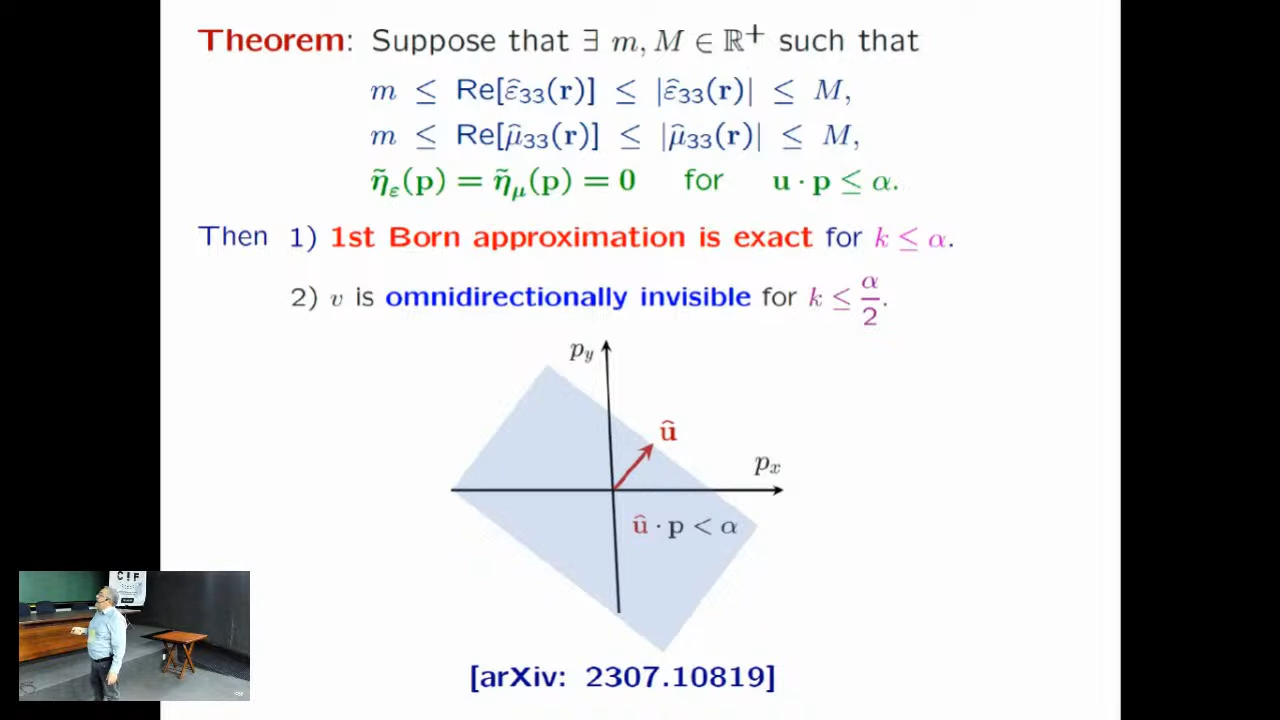 Theorem: Suppose that ∃ m, M ∈ ℝ⁺ such that
m ≤ Re[ε̂₃₃(r)] ≤ |ε̂₃₃(r)| ≤ M,
m ≤ Re[μ̂₃₃(r)] ≤ |μ̂₃₃(r)| ≤ M,
η̃_ε(p) = η̃_μ(p) = 0 for u · p ≤ α.
Then 1) 1st Born approximation is exact for k ≤ α.
2) v is omnidirectionally invisible for k ≤ α/2.
p_y
û
p_x
û · p < α
CIF
[arXiv: 2307.10819]